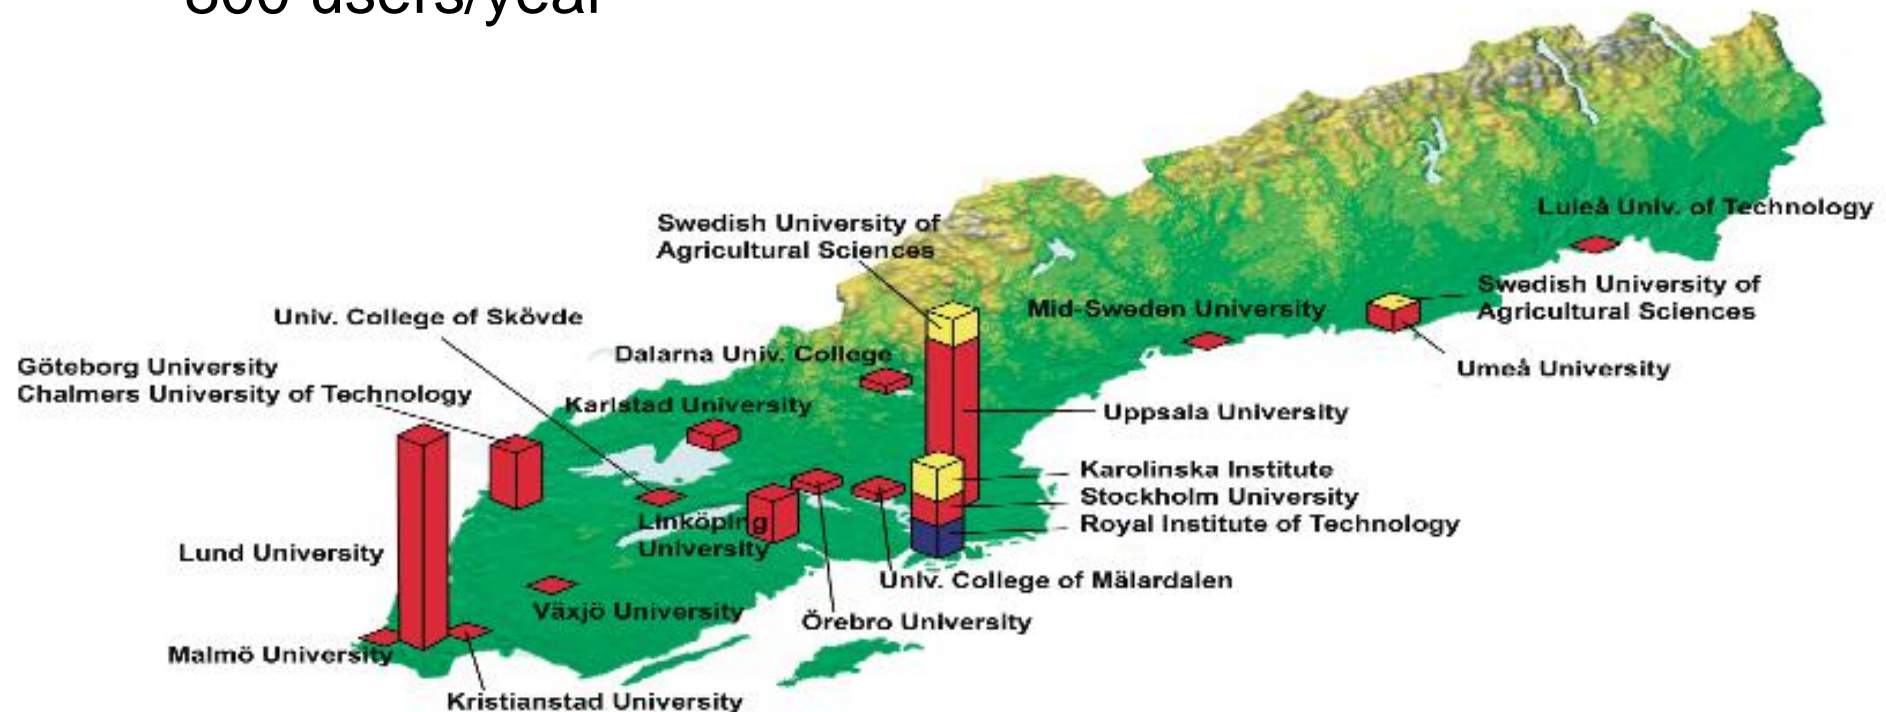 800 users/year
Luleå Univ. of Technology
Swedish University of
Agricultural Sciences
Swedish University of
Agricultural Sciences
Mid-Sweden University
Univ. College of Skövde
Dalarna Univ. College
Göteborg University
Chalmers University of Technology
Umeå University
Karlstad University
Uppsala University
Karolinska Institute
Stockholm University
Royal Institute of Technology
Linköping
University
Lund University
Univ. College of Mälardalen
Växjö University
Örebro University
Malmö University
Kristianstad University